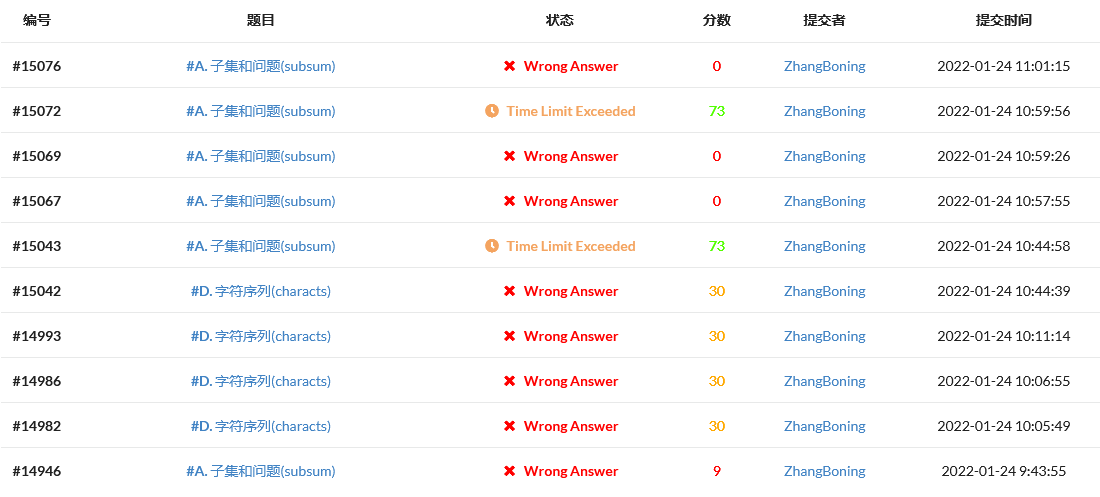 编号 题目 状态 分数 提交者 提交时间
#15076 #A. 子集和问题(subsum) Wrong Answer 0 ZhangBoning 2022-01-24 11:01:15
#15072 #A. 子集和问题(subsum) Time Limit Exceeded 73 ZhangBoning 2022-01-24 10:59:56
#15069 #A. 子集和问题(subsum) Wrong Answer 0 ZhangBoning 2022-01-24 10:59:26
#15067 #A. 子集和问题(subsum) Wrong Answer 0 ZhangBoning 2022-01-24 10:57:55
#15043 #A. 子集和问题(subsum) Time Limit Exceeded 73 ZhangBoning 2022-01-24 10:44:58
#15042 #D. 字符序列(characts) Wrong Answer 30 ZhangBoning 2022-01-24 10:44:39
#14993 #D. 字符序列(characts) Wrong Answer 30 ZhangBoning 2022-01-24 10:11:14
#14986 #D. 字符序列(characts) Wrong Answer 30 ZhangBoning 2022-01-24 10:06:55
#14982 #D. 字符序列(characts) Wrong Answer 30 ZhangBoning 2022-01-24 10:05:49
#14946 #A. 子集和问题(subsum) Wrong Answer 9 ZhangBoning 2022-01-24 9:43:55